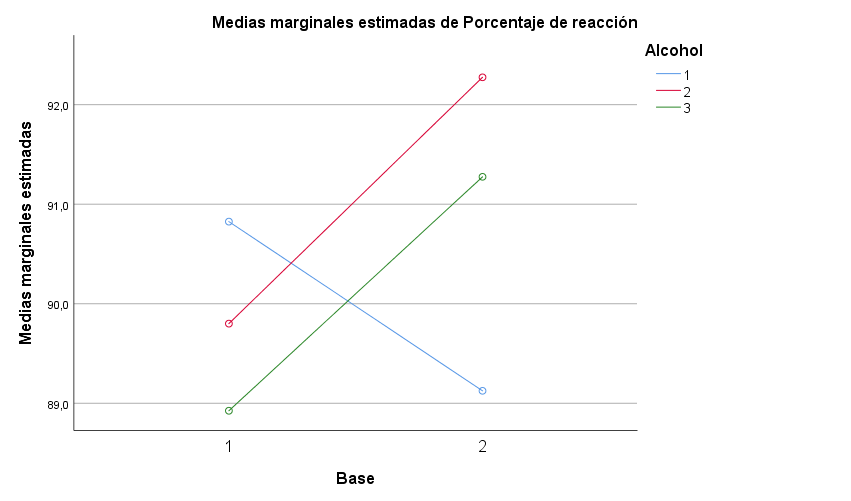 Medias marginales estimadas de Porcentaje de reacción
Alcohol
1
2
3
Medias marginales estimadas
92,0
91,0
90,0
89,0
1 2
Base